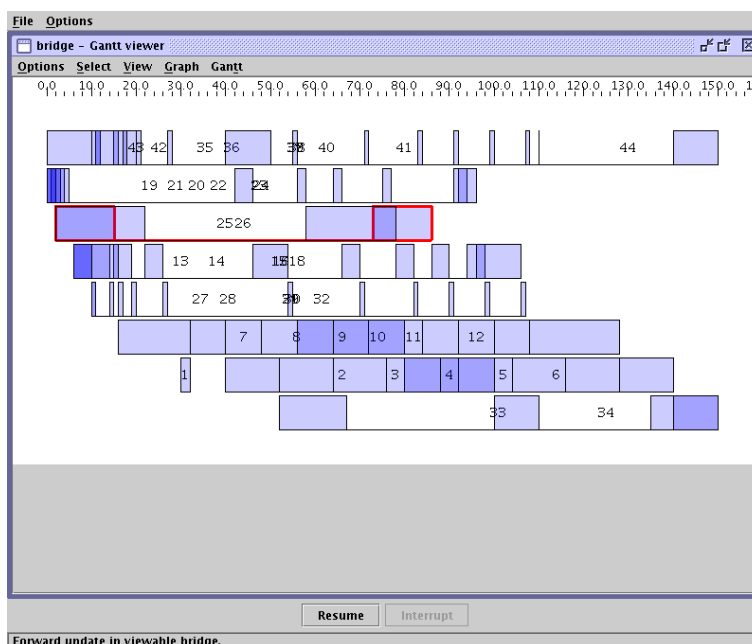 File Options
bridge – Gantt viewer
Options Select View Graph Gantt
0,0 10.0 20.0 30.0 40.0 50.0 60.0 70.0 80.0 90.0 100.0 110.0 120.0 130.0 140.0 150.0
43 42 35 36 38 40 41 44
19 21 20 22 24
25 26
13 14 18
27 28 32
7 8 9 10 11 12
1 2 3 4 5 6
33 34
Resume Interrupt
Forward update in viewable bridge.